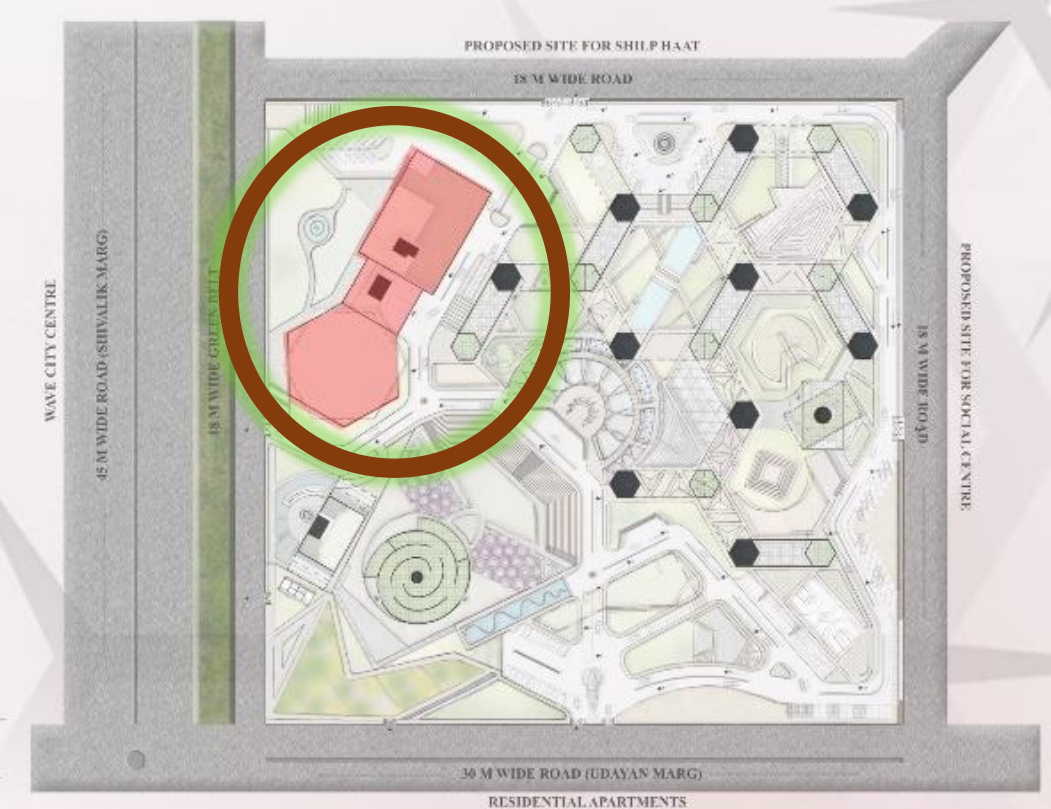 PROPOSED SITE FOR SHILP HAAT
18 M WIDE ROAD
WAVE CITY CENTRE
45 M WIDE ROAD (SHIVALIK MARG)
18 M WIDE GREEN BELT
18 M WIDE ROAD
PROPOSED SITE FOR SOCIAL CENTRE
30 M WIDE ROAD (UDAYAN MARG)
RESIDENTIAL APARTMENTS